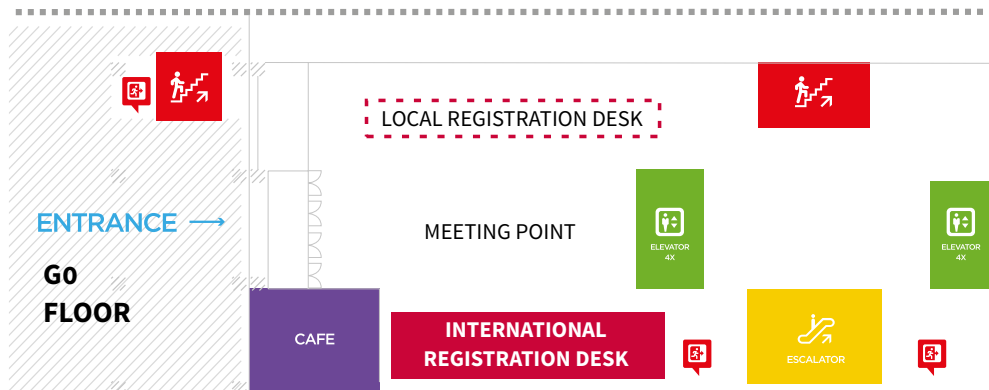 LOCAL REGISTRATION DESK
ENTRANCE
MEETING POINT
ELEVATOR
4X
ELEVATOR
4X
G0
FLOOR
CAFE
INTERNATIONAL
REGISTRATION DESK
ESCALATOR